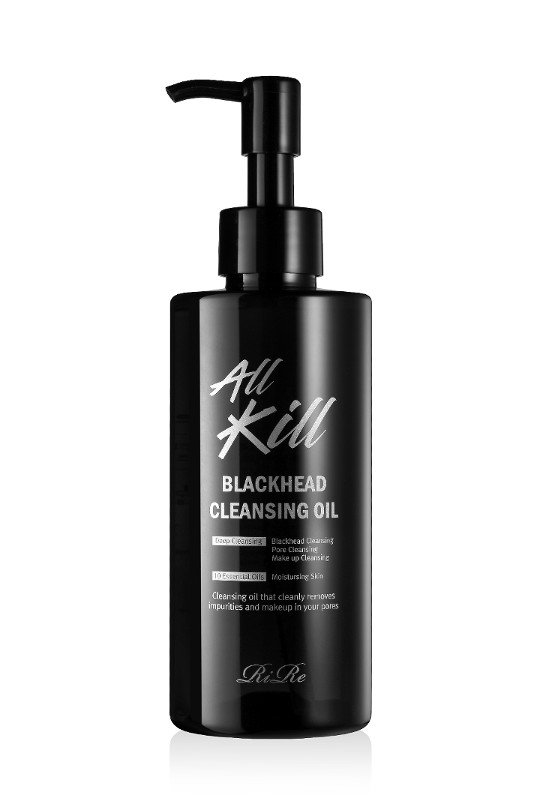 All
Kill
BLACKHEAD
CLEANSING OIL
Deep Cleansing Blackhead Cleansing
Pore Cleansing
Make up Cleansing
10 Essential Oils Moistursing Skin
Cleansing oil that cleanly removes
impurities and makeup in your pores
RiRe